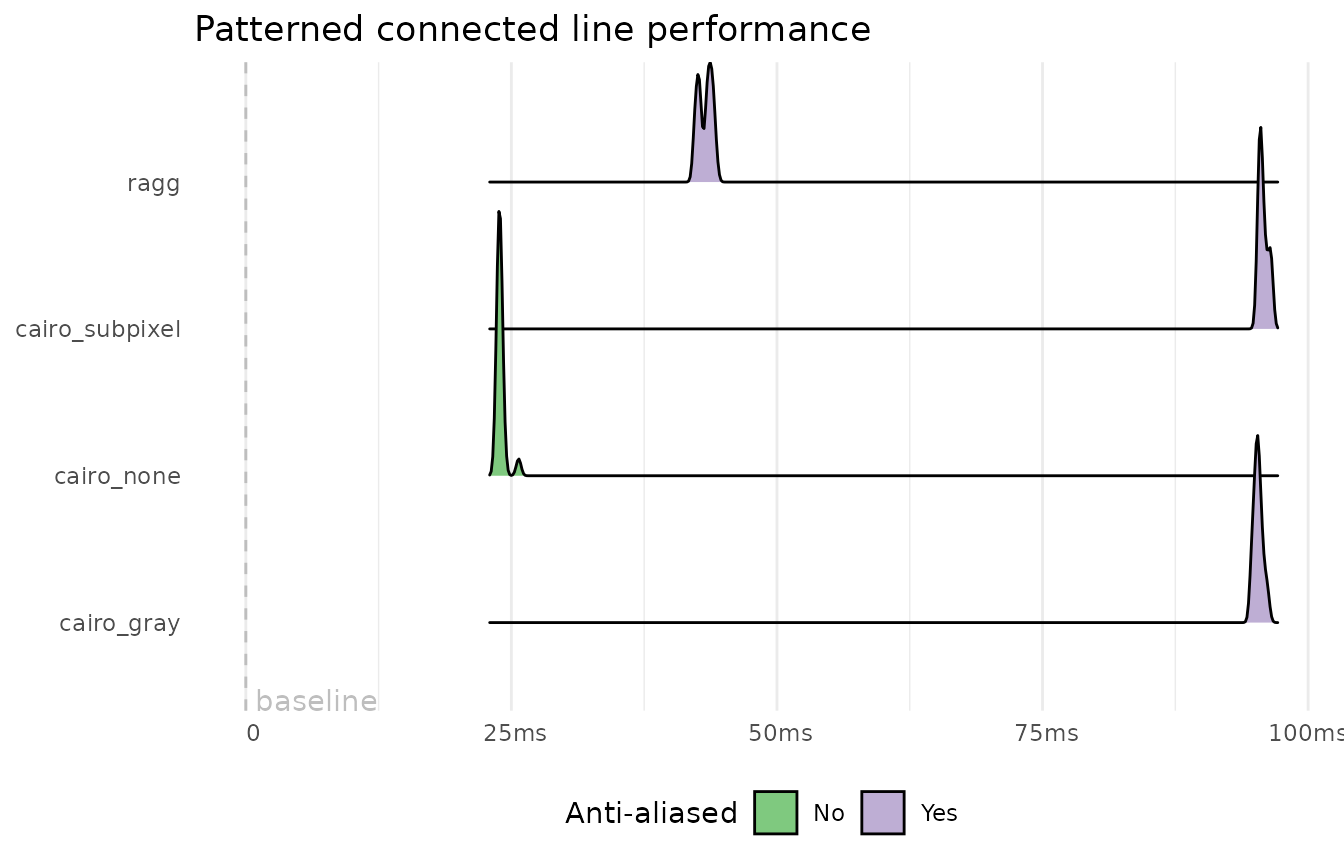 Patterned connected line performance
ragg
cairo_subpixel
cairo_none
cairo_gray
baseline
0 25ms 50ms 75ms 100ms
Anti-aliased No Yes